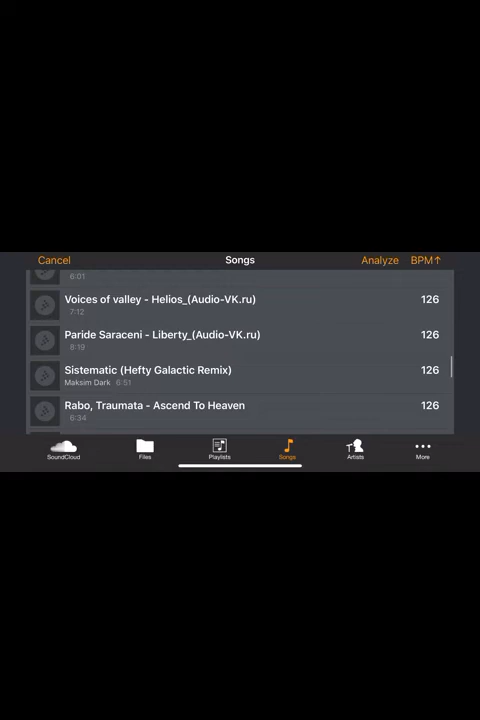 Cancel Songs Analyze BPM↑
6:01
Voices of valley - Helios_(Audio-VK.ru) 126
7:12
Paride Saraceni - Liberty_(Audio-VK.ru) 126
8:19
Sistematic (Hefty Galactic Remix) 126
Maksim Dark 6:51
Rabo, Traumata - Ascend To Heaven 126
6:34
SoundCloud Files Playlists Songs Artists More